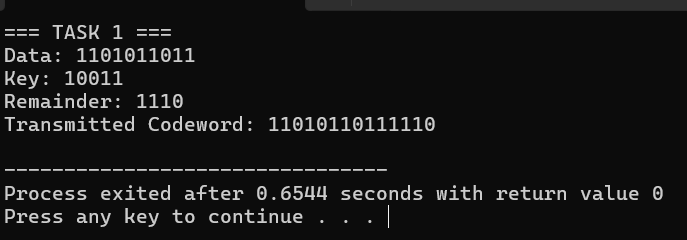 === TASK 1 ===
Data: 1101011011
Key: 10011
Remainder: 1110
Transmitted Codeword: 11010110111110
--------------------------------
Process exited after 0.6544 seconds with return value 0
Press any key to continue . . .